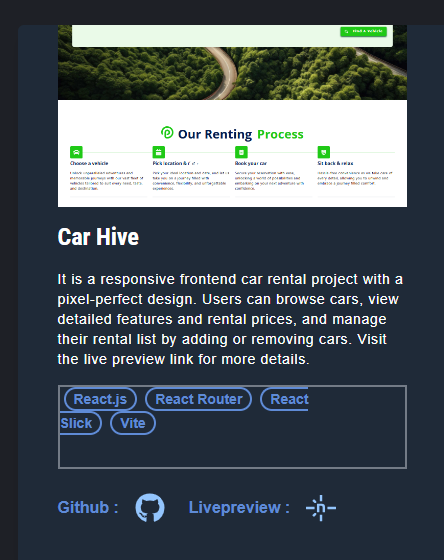 Find a Vehicle
Our Renting Process
Choose a vehicle Pick location & Book your car Sit back & relax
Car Hive
It is a responsive frontend car rental project with a
pixel-perfect design. Users can browse cars, view
detailed features and rental prices, and manage
their rental list by adding or removing cars. Visit
the live preview link for more details.
React.js React Router React
Slick Vite
Github : Livepreview :